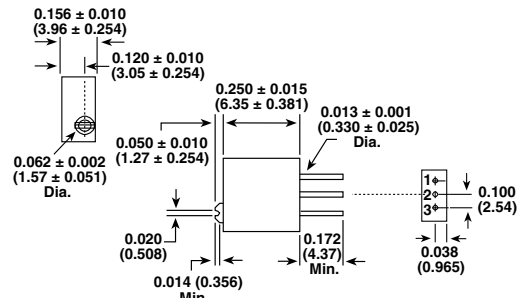 0.156 ± 0.010
(3.96 ± 0.254)
0.120 ± 0.010
(3.05 ± 0.254)
0.062 ± 0.002
(1.57 ± 0.051)
Dia.
0.250 ± 0.015
(6.35 ± 0.381)
0.050 ± 0.010
(1.27 ± 0.254)
0.013 ± 0.001
(0.330 ± 0.025)
Dia.
0.020
(0.508)
0.014 (0.356)
Min.
0.172
(4.37)
Min.
1
2
3
0.100
(2.54)
0.038
(0.965)